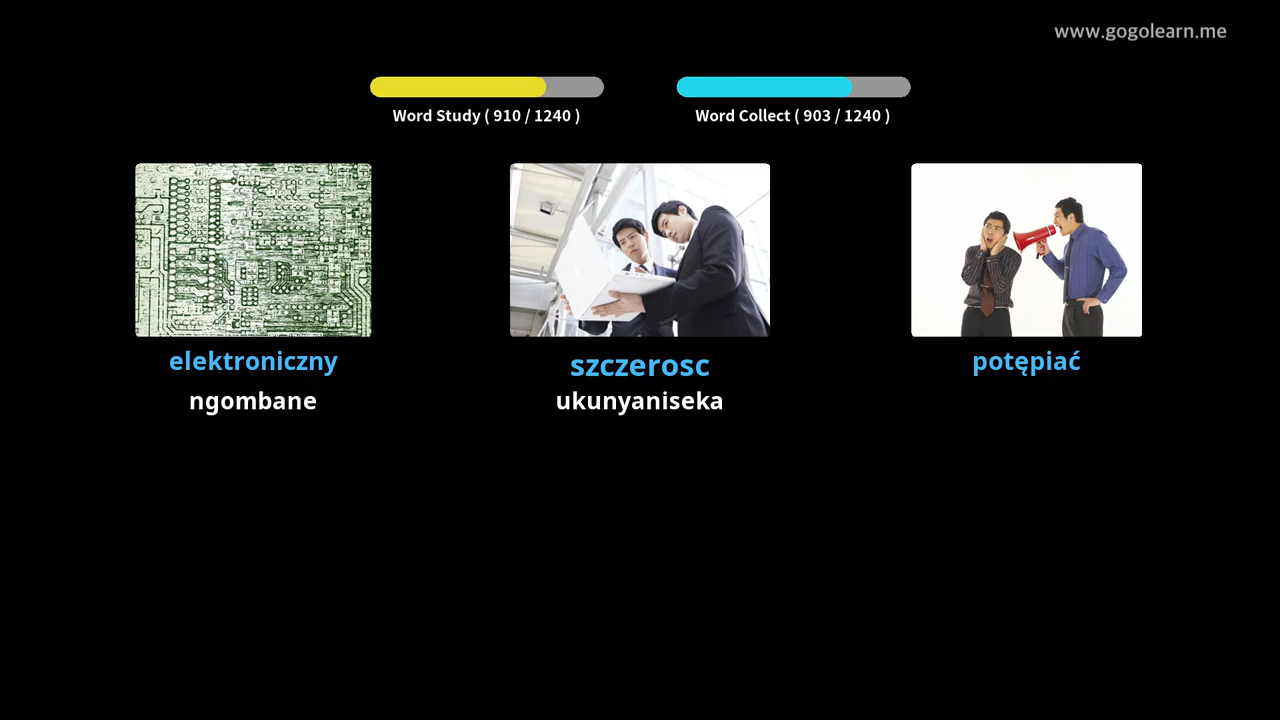 www.gogolearn.me
Word Study ( 910 / 1240 )
Word Collect ( 903 / 1240 )
elektroniczny
szczerosc
potępiać
ngombane
ukunyaniseka